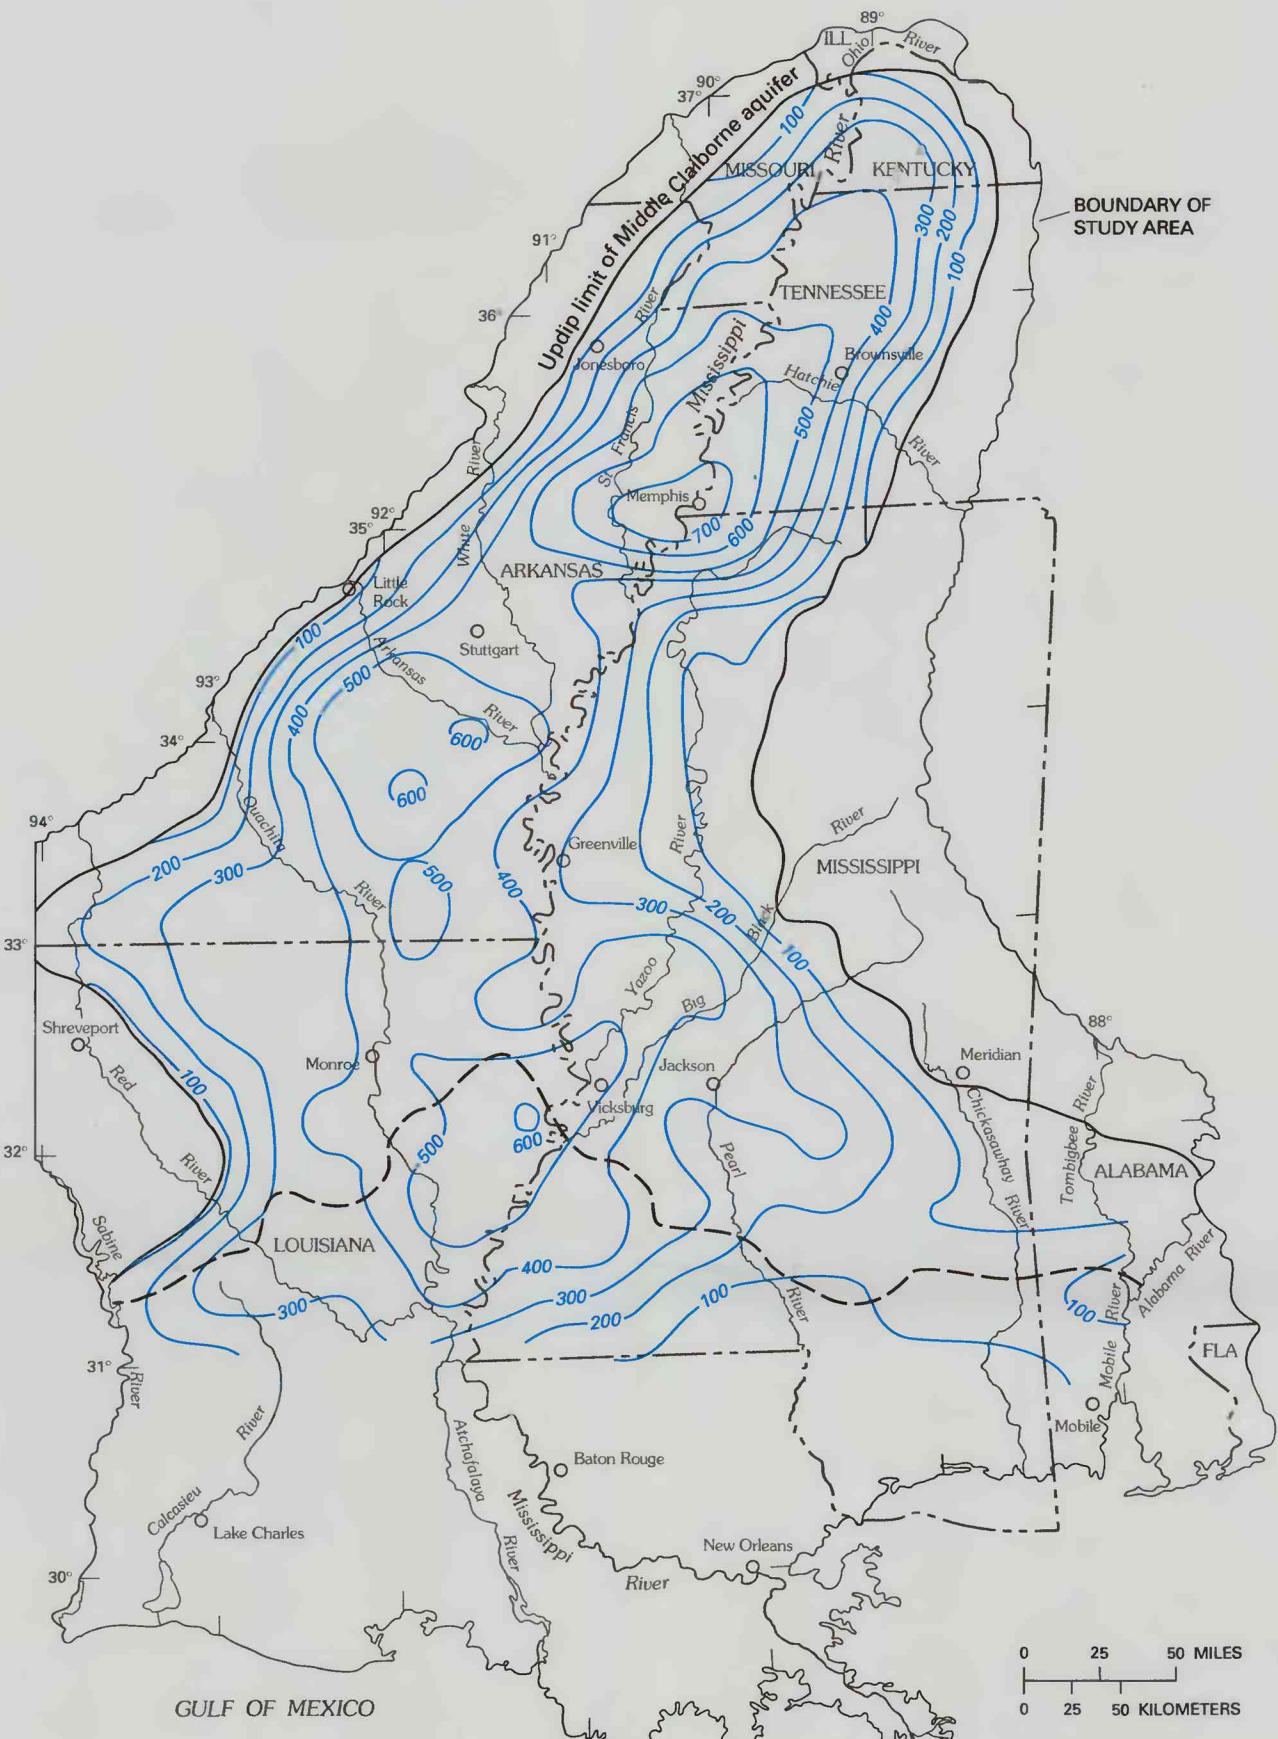 89°
ILL
Ohio
River
90°
37°
Updip limit of Middle Claiborne aquifer
100
River
MISSOURI
KENTUCKY
BOUNDARY OF
STUDY AREA
300
200
100
91°
TENNESSEE
River
36°
400
Mississippi
Brownsville
Jonesboro
Hatchie
500
St. Francis
River
River
Memphis
92°
35°
700
600
White
ARKANSAS
Little
Rock
100
Stuttgart
Arkansas
500
93°
River
400
600
34°
600
Ouachita
River
94°
River
Greenville
200
300
500
400
MISSISSIPPI
River
300
200
Black
100
33°
Yazoo
Big
88°
Shreveport
Red
100
Monroe
Jackson
Meridian
Vicksburg
600
Chickasawhay River
Tombigbee River
500
32°
River
Pearl
ALABAMA
Sabine
LOUISIANA
400
Alabama River
300
300
100
River
200
100
River
Mobile
FLA
31°
River
River
Mobile
Atchafalaya
River
Baton Rouge
Mississippi
River
Calcasieu
Lake Charles
New Orleans
30°
0 25 50 MILES
0 25 50 KILOMETERS
GULF OF MEXICO